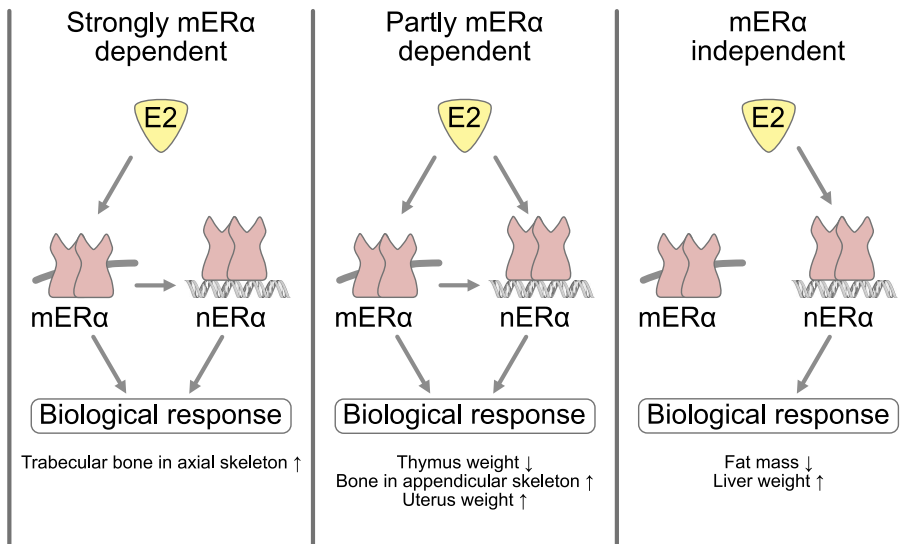 Strongly mERα
dependent
E2
mERα
nERα
Biological response
Trabecular bone in axial skeleton ↑
Partly mERα
dependent
E2
mERα
nERα
Biological response
Thymus weight ↓
Bone in appendicular skeleton ↑
Uterus weight ↑
mERα
independent
E2
mERα
nERα
Biological response
Fat mass ↓
Liver weight ↑